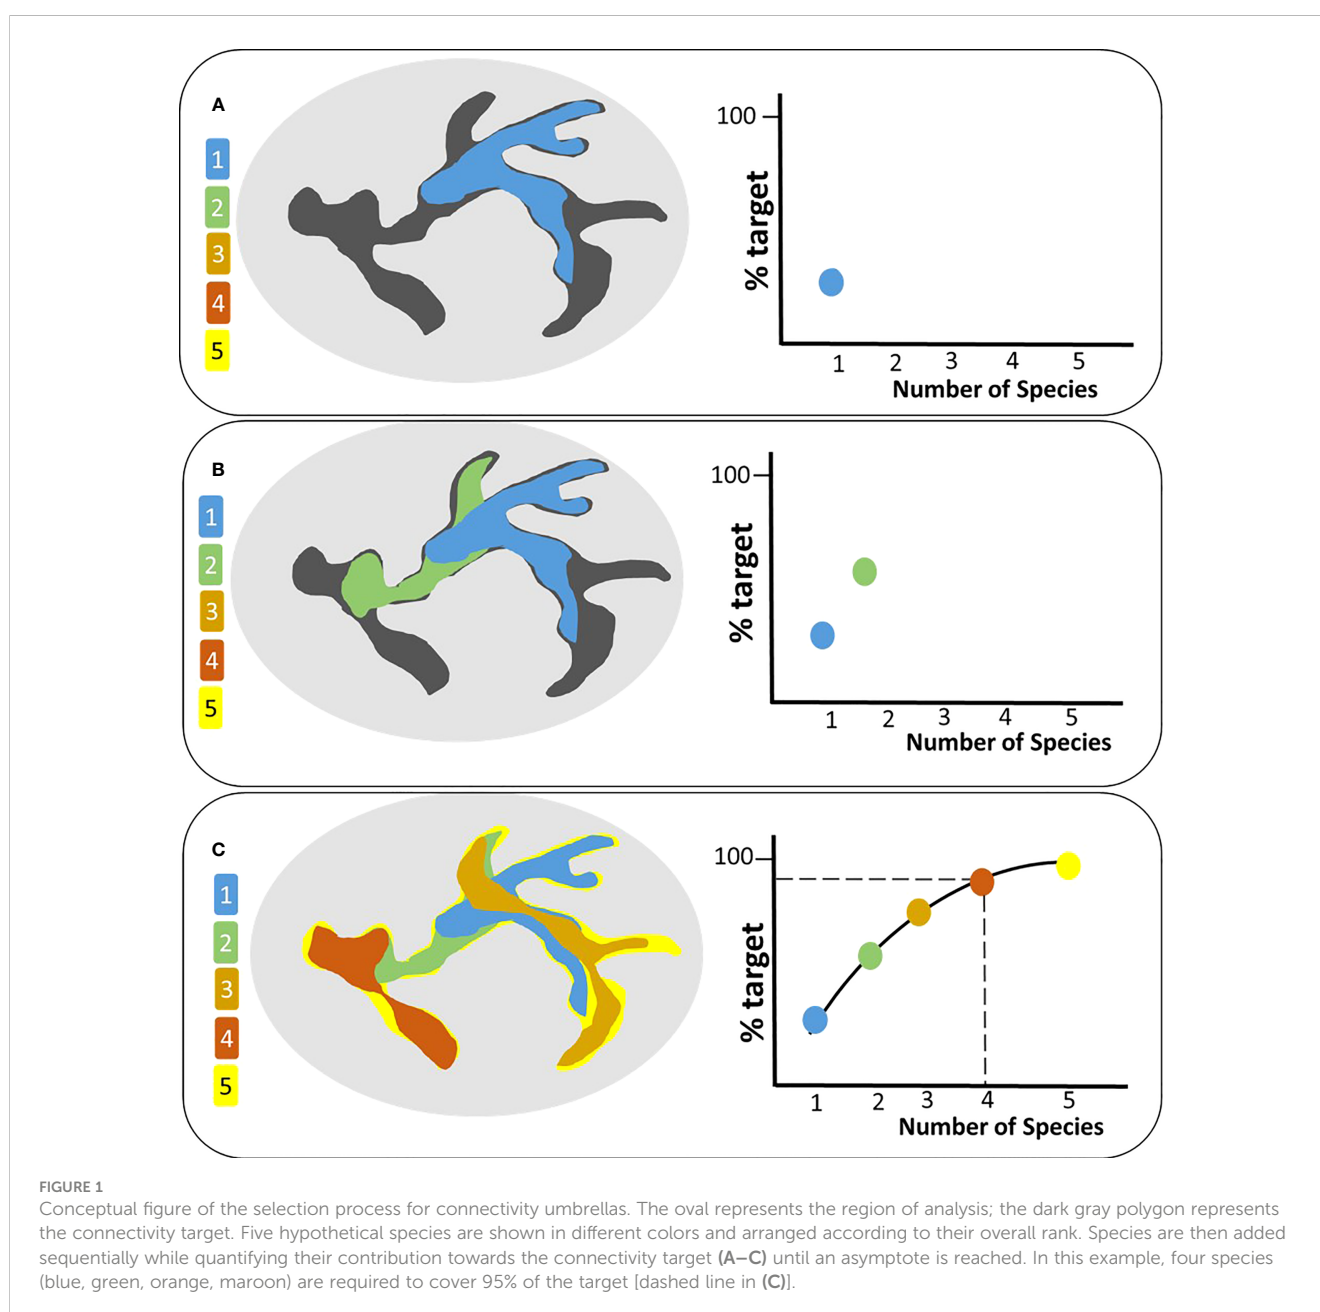 A
1
2
3
4
5
100
% target
1 2 3 4 5
Number of Species
B
1
2
3
4
5
100
% target
1 2 3 4 5
Number of Species
C
1
2
3
4
5
100
% target
1 2 3 4 5
Number of Species
FIGURE 1
Conceptual figure of the selection process for connectivity umbrellas. The oval represents the region of analysis; the dark gray polygon represents
the connectivity target. Five hypothetical species are shown in different colors and arranged according to their overall rank. Species are then added
sequentially while quantifying their contribution towards the connectivity target (A–C) until an asymptote is reached. In this example, four species
(blue, green, orange, maroon) are required to cover 95% of the target [dashed line in (C)].